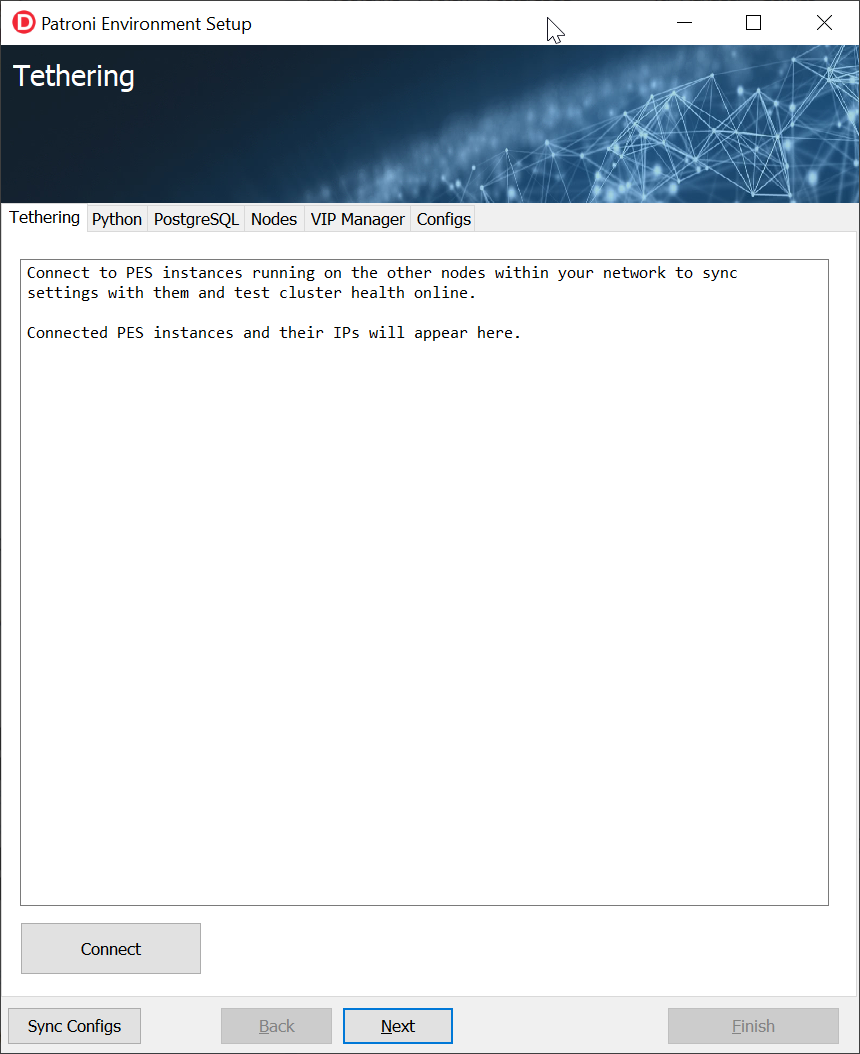 Patroni Environment Setup
Tethering
Tethering Python PostgreSQL Nodes VIP Manager Configs
Connect to PES instances running on the other nodes within your network to sync
settings with them and test cluster health online.
Connected PES instances and their IPs will appear here.
Connect
Sync Configs Back Next Finish